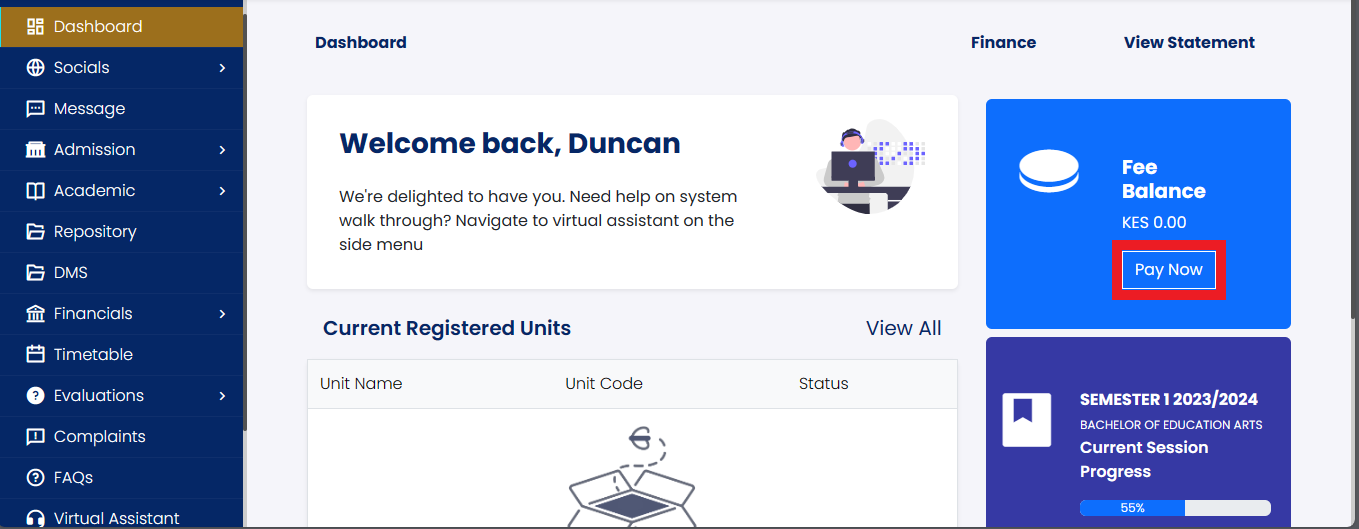 Dashboard
Socials
Message
Admission
Academic
Repository
DMS
Financials
Timetable
Evaluations
Complaints
FAQs
Virtual Assistant
Dashboard
Finance
View Statement
Welcome back, Duncan
We're delighted to have you. Need help on system
walk through? Navigate to virtual assistant on the
side menu
Fee
Balance
KES 0.00
Pay Now
Current Registered Units
View All
Unit Name
Unit Code
Status
SEMESTER 1 2023/2024
BACHELOR OF EDUCATION ARTS
Current Session
Progress
55%